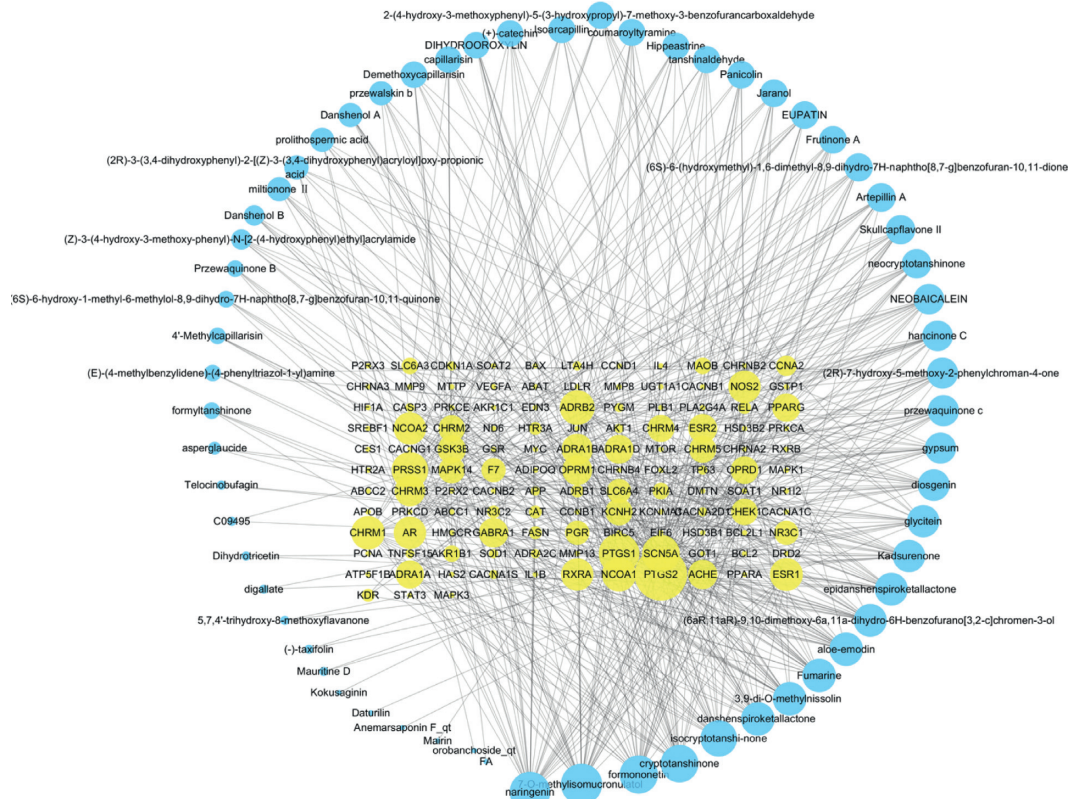 2-(4-hydroxy-3-methoxyphenyl)-5-(3-hydroxypropyl)-7-methoxy-3-benzofurancarboxaldehyde
(+)-catechin
Isoarcapillin
coumaroyltyramine
DIHYDROOROXYLIN
Hippeastrine
capillarisin
tanshinaldehyde
Demethoxycapillarisin
Panicolin
przewalskin b
Jaranol
Danshenol A
EUPATIN
prolithospermic acid
Frutinone A
(2R)-3-(3,4-dihydroxyphenyl)-2-[(Z)-3-(3,4-dihydroxyphenyl)acryloyl]oxy-propionic
acid
(6S)-6-(hydroxymethyl)-1,6-dimethyl-8,9-dihydro-7H-naphtho[8,7-g]benzofuran-10,11-dione
miltionone II
Artepillin A
Danshenol B
Skullcapflavone II
(Z)-3-(4-hydroxy-3-methoxy-phenyl)-N-[2-(4-hydroxyphenyl)ethyl]acrylamide
Przewaquinone B
neocryptotanshinone
(6S)-6-hydroxy-1-methyl-6-methylol-8,9-dihydro-7H-naphtho[8,7-g]benzofuran-10,11-quinone
NEOBAICALEIN
4'-Methylcapillarisin
hancinone C
(E)-(4-methylbenzylidene)-(4-phenyltriazol-1-yl)amine
(2R)-7-hydroxy-5-methoxy-2-phenylchroman-4-one
formyltanshinone
przewaquinone c
asperglaucide
gypsum
Telocinobufagin
diosgenin
C09495
glycitein
Dihydrotricetin
Kadsurenone
digallate
epidanshenspiroketallactone
5,7,4'-trihydroxy-8-methoxyflavanone
(6aR,11aR)-9,10-dimethoxy-6a,11a-dihydro-6H-benzofurano[3,2-c]chromen-3-ol
(-)-taxifolin
aloe-emodin
Mauritine D
Fumarine
Kokusaginin
3,9-di-O-methylnissolin
Daturilin
danshenspiroketallactone
Anemarsaponin F_qt
isocryptotanshi-none
Mairin
orobanchoside_qt
FA
cryptotanshinone
formononetin
7-O-methylisomucronulatol
naringenin
P2RX3 SLC6A3 CDKN1A SOAT2 BAX LTA4H CCND1 IL4 MAOB CHRNB2 CCNA2
CHRNA3 MMP9 MTTP VEGFA ABAT LDLR MMP8 UGT1A1 CACNB1 NOS2 GSTP1
HIF1A CASP3 PRKCE AKR1C1 EDN3 ADRB2 PYGM PLB1 PLA2G4A RELA PPARG
SREBF1 NCOA2 CHRM2 ND6 HTR3A JUN AKT1 CHRM4 ESR2 HSD3B2 PRKCA
CES1 CACNG1 GSK3B GSR MYC ADRA1B ADRA1D MTOR CHRM5 CHRNA2 RXRB
HTR2A PRSS1 MAPK14 F7 ADIPOQ OPRM1 CHRNB4 FOXL2 TP63 OPRD1 MAPK1
ABCC2 CHRM3 P2RX2 CACNB2 APP ADRB1 SLC6A4 PKIA DMTN SOAT1 NR1I2
APOB PRKCD ABCC1 NR3C2 CAT CCNB1 KCNH2 KCNMA1 CACNA2D1 CHEK1 CACNA1C
CHRM1 AR HMGCR GABRA1 FASN PGR BIRC5 EIF6 HSD3B1 BCL2L1 NR3C1
PCNA TNFSF15 AKR1B1 SOD1 ADRA2C MMP13 PTGS1 SCN5A GOT1 BCL2 DRD2
ATP5F1B ADRA1A HAS2 CACNA1S IL1B RXRA NCOA1 PTGS2 ACHE PPARA ESR1
KDR STAT3 MAPK3